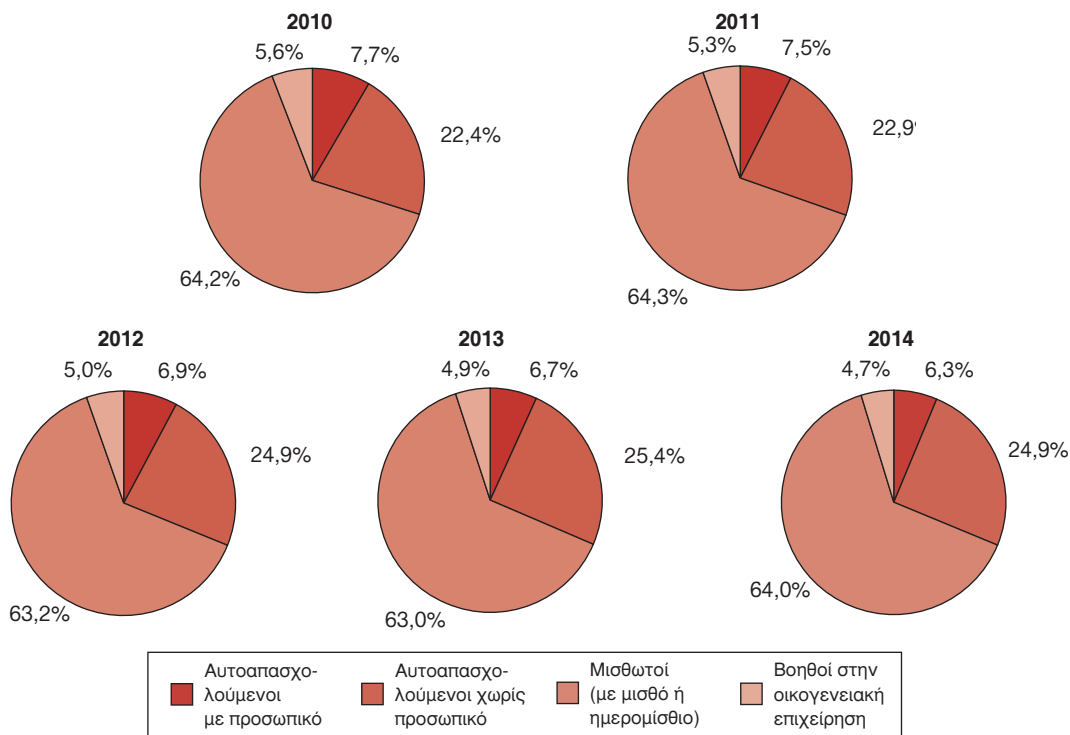 2010
2011
5,6%
7,7%
5,3%
7,5%
22,4%
22,9%
64,2%
64,3%
2012
2013
2014
5,0%
6,9%
4,9%
6,7%
4,7%
6,3%
24,9%
25,4%
24,9%
63,2%
63,0%
64,0%
Αυτοαπασχο-
λούμενοι
με προσωπικό
Αυτοαπασχο-
λούμενοι χωρίς
προσωπικό
Μισθωτοί
(με μισθό ή
ημερομίσθιο)
Βοηθοί στην
οικογενειακή
επιχείρηση